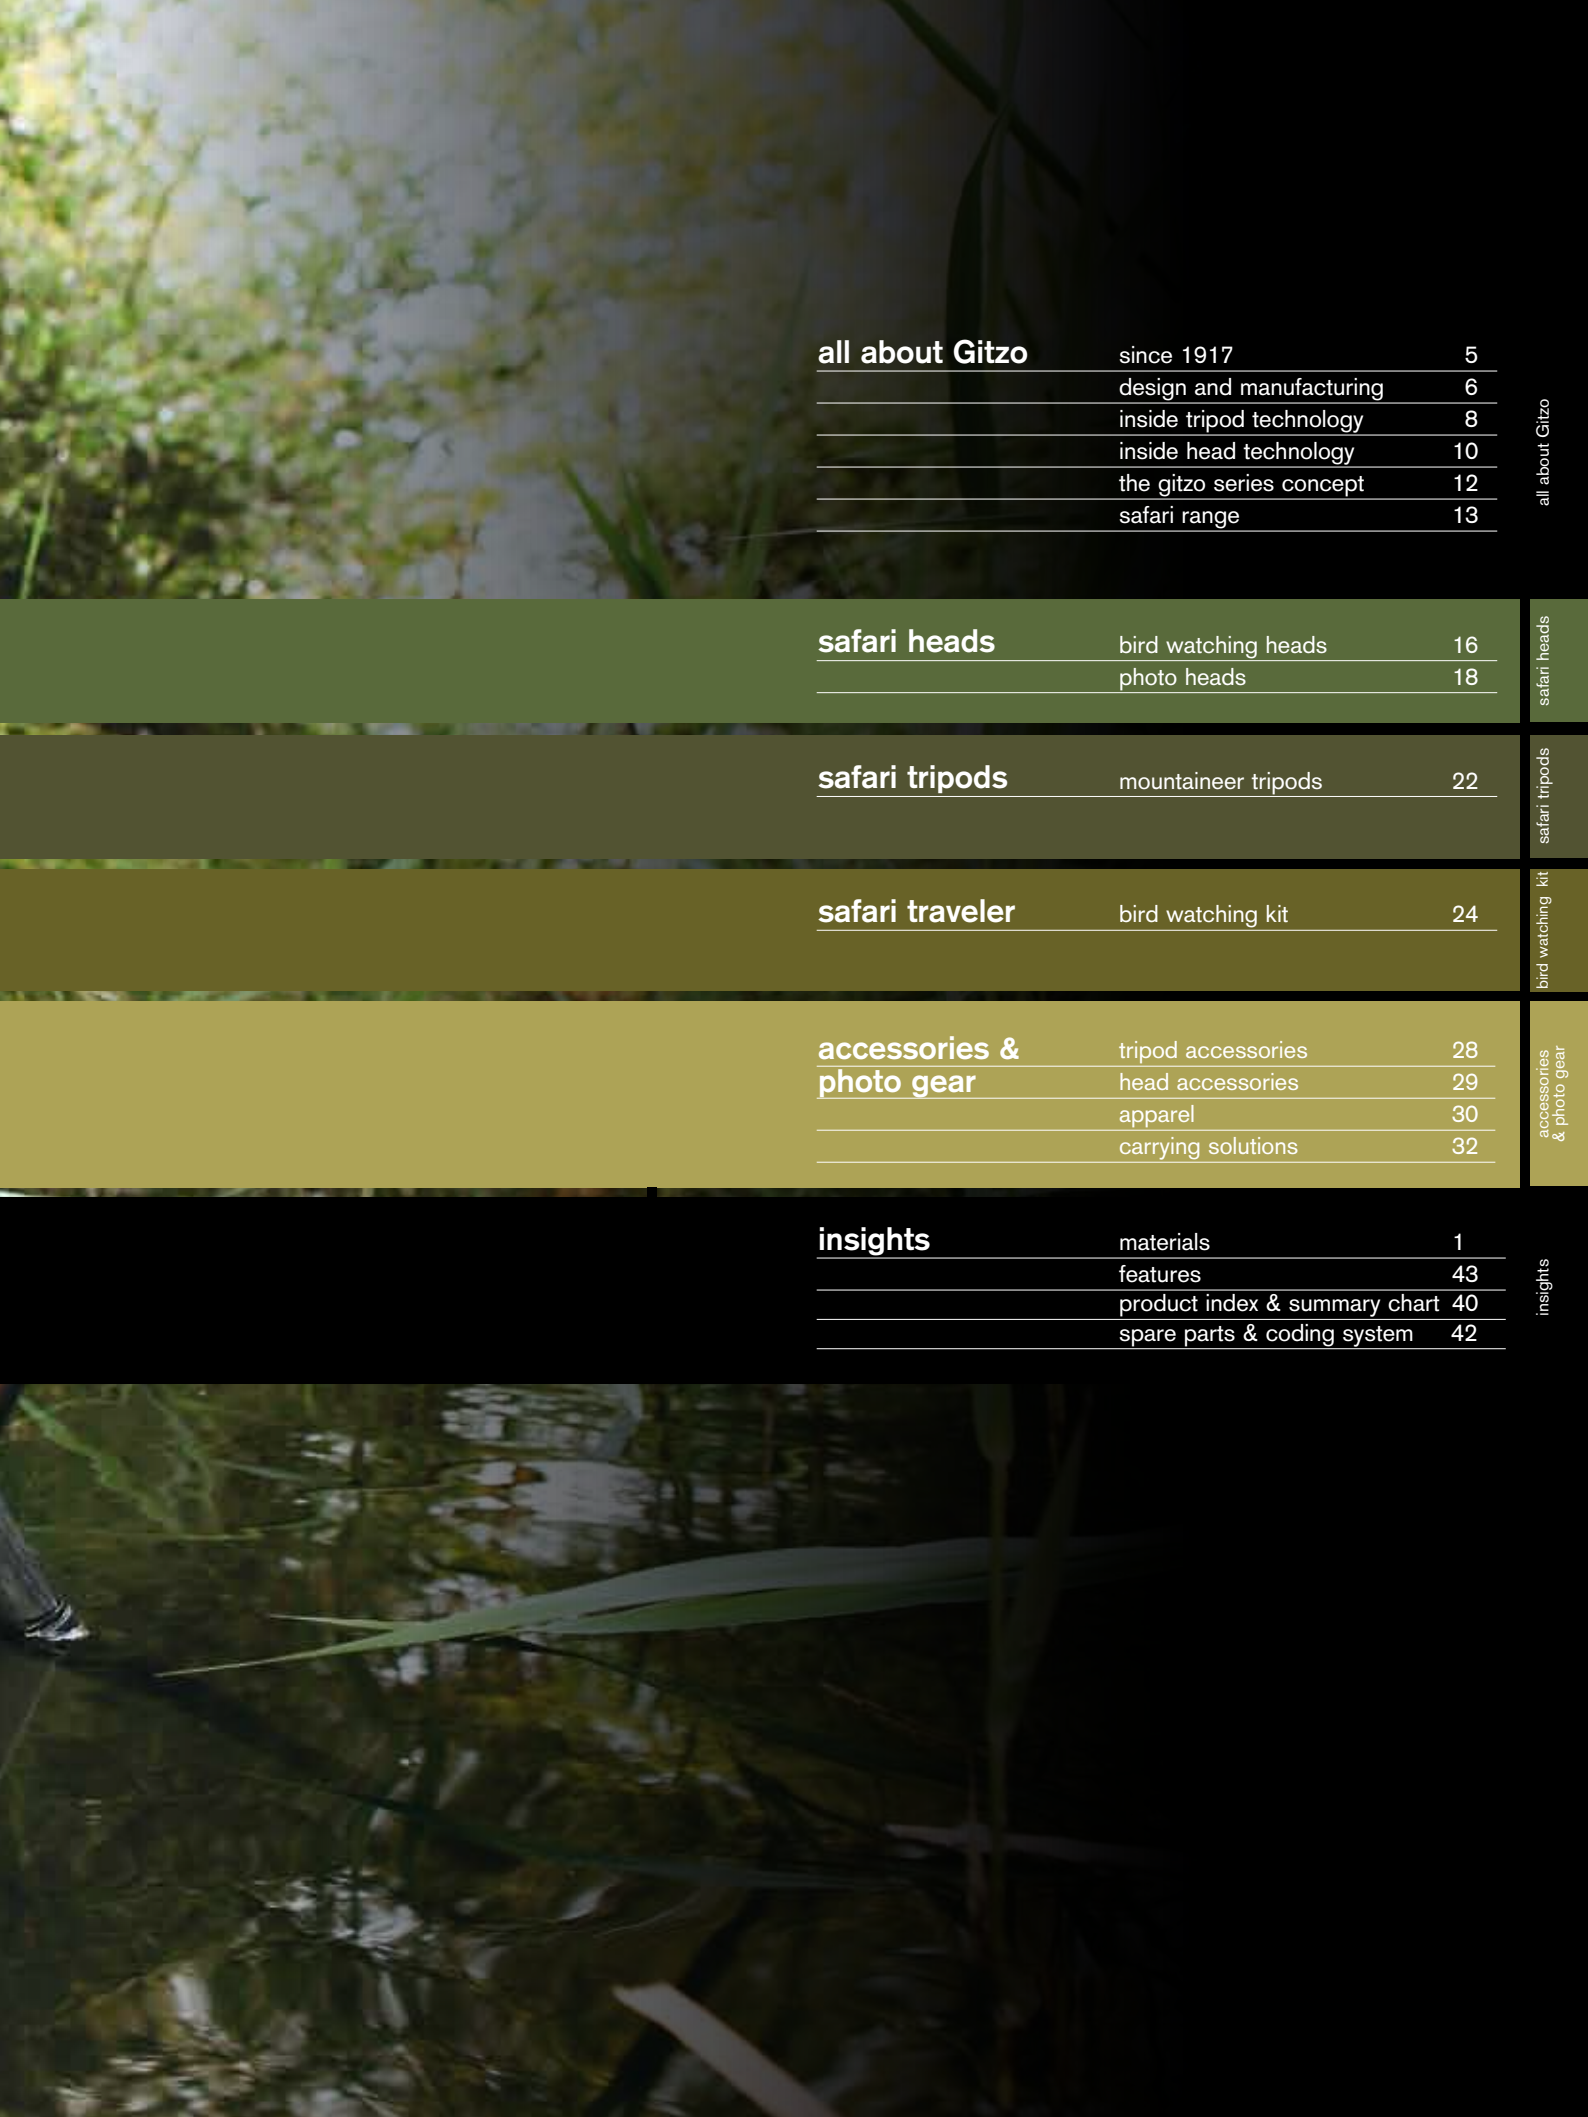 all about Gitzo since 1917 5
design and manufacturing 6
inside tripod technology 8
inside head technology 10
the gitzo series concept 12
safari range 13
all about Gitzo
safari heads bird watching heads 16
photo heads 18
safari heads
safari tripods mountaineer tripods 22
safari tripods
safari traveler bird watching kit 24
bird watching kit
accessories & tripod accessories 28
photo gear head accessories 29
apparel 30
carrying solutions 32
accessories
& photo gear
insights materials 1
features 43
product index & summary chart 40
spare parts & coding system 42
insights